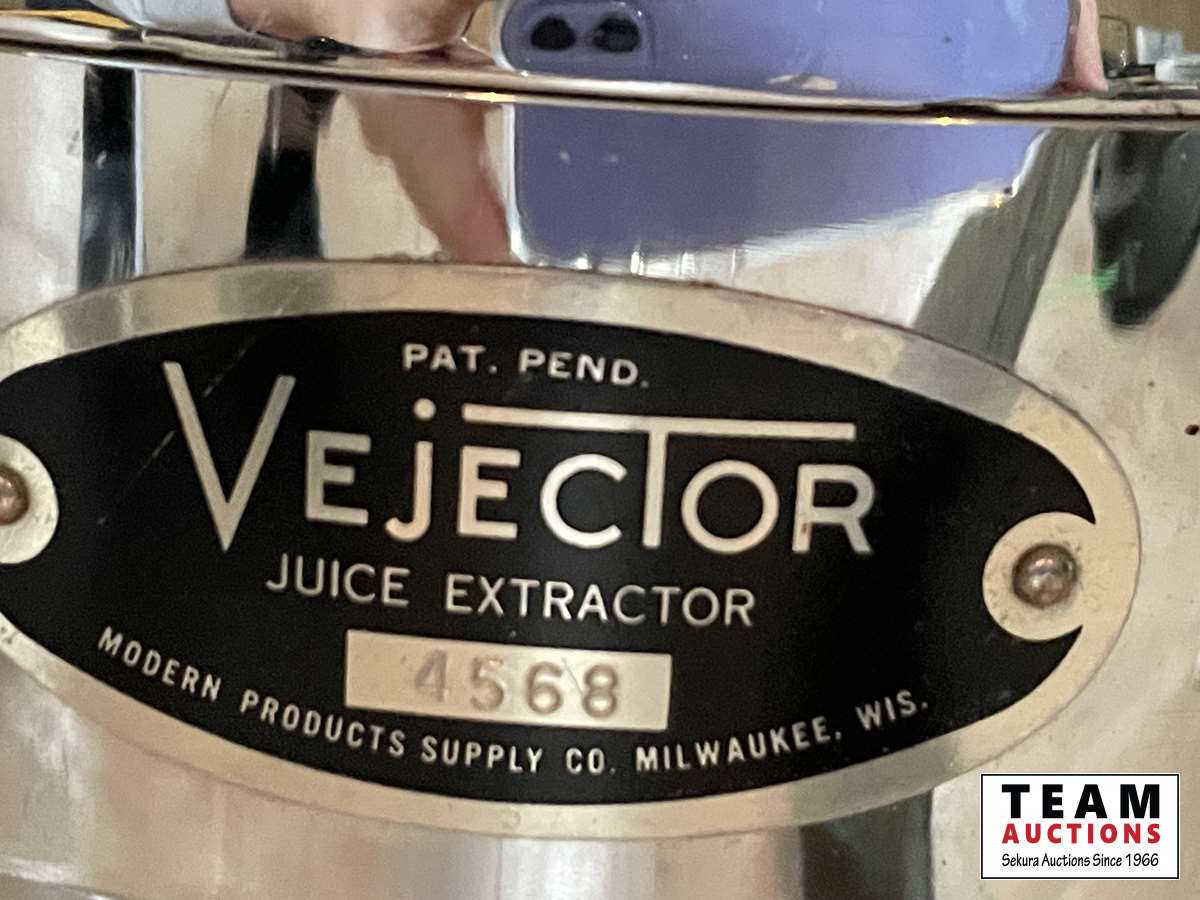 PAT. PEND.
VEjECTOR
JUICE EXTRACTOR
4568
MODERN PRODUCTS SUPPLY CO. MILWAUKEE, WIS.
TEAM
AUCTIONS
Sekura Auctions Since 1966